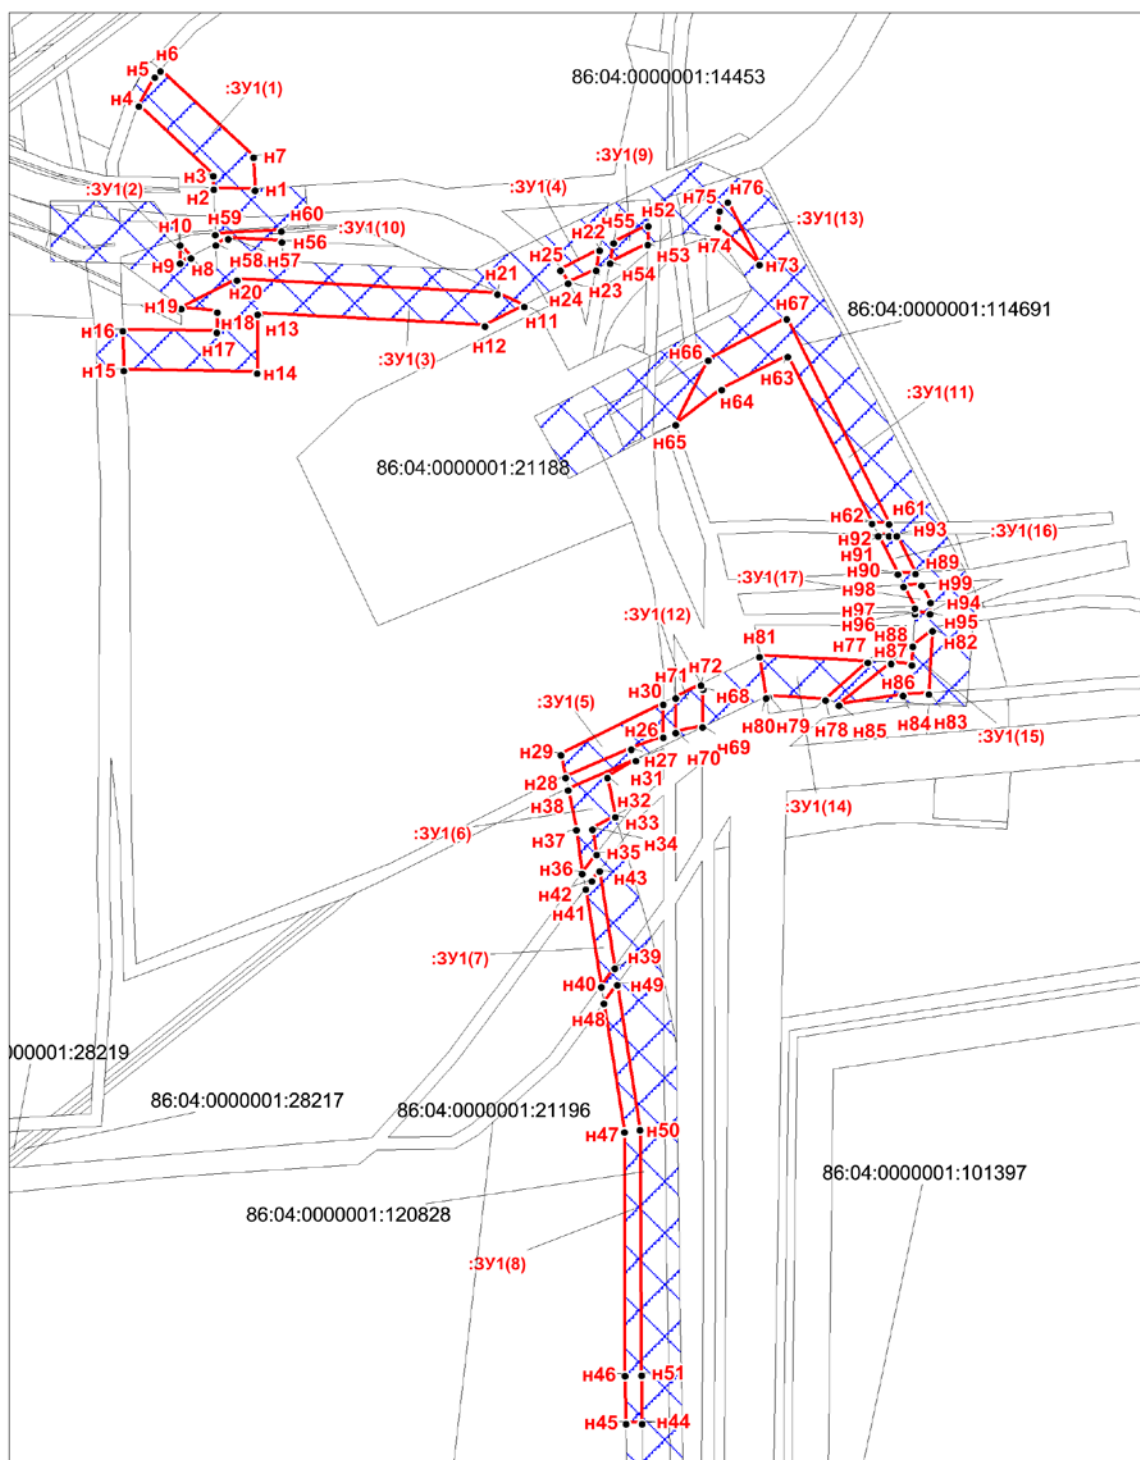 н6
н5
86:04:0000001:14453
:ЗУ1(1)
н4
:ЗУ1(9)
н7
н3
:ЗУ1(2)
н2
н1
:ЗУ1(4)
н76
н75
н52
н59
н60
:ЗУ1(10)
н55
:ЗУ1(13)
н10
н22
н56
н53
н74
н9
н8
н58
н57
н25
н54
н73
н20
н21
н24
н23
н19
н11
н67
86:04:0000001:114691
н16
н18
н13
н17
н12
н66
:ЗУ1(3)
н63
н15
н14
н64
:ЗУ1(11)
н65
86:04:0000001:21188
н62
н61
н92
н93
:ЗУ1(16)
н91
н90
н89
:ЗУ1(17)
н98
н99
н97
н94
:ЗУ1(12)
н96
н95
н81
н77
н88
н82
н87
н71
н72
:ЗУ1(5)
н30
н68
н86
н26
н80
н79
н78
н85
н84
н83
н29
н70
н69
:ЗУ1(15)
н27
н28
н31
н38
н32
:ЗУ1(14)
:ЗУ1(6)
н37
н33
н34
н35
н36
н43
н42
н41
:ЗУ1(7)
н39
н40
н49
н48
000001:28219
86:04:0000001:28217
86:04:0000001:21196
н47
н50
86:04:0000001:101397
86:04:0000001:120828
:ЗУ1(8)
н46
н51
н45
н44